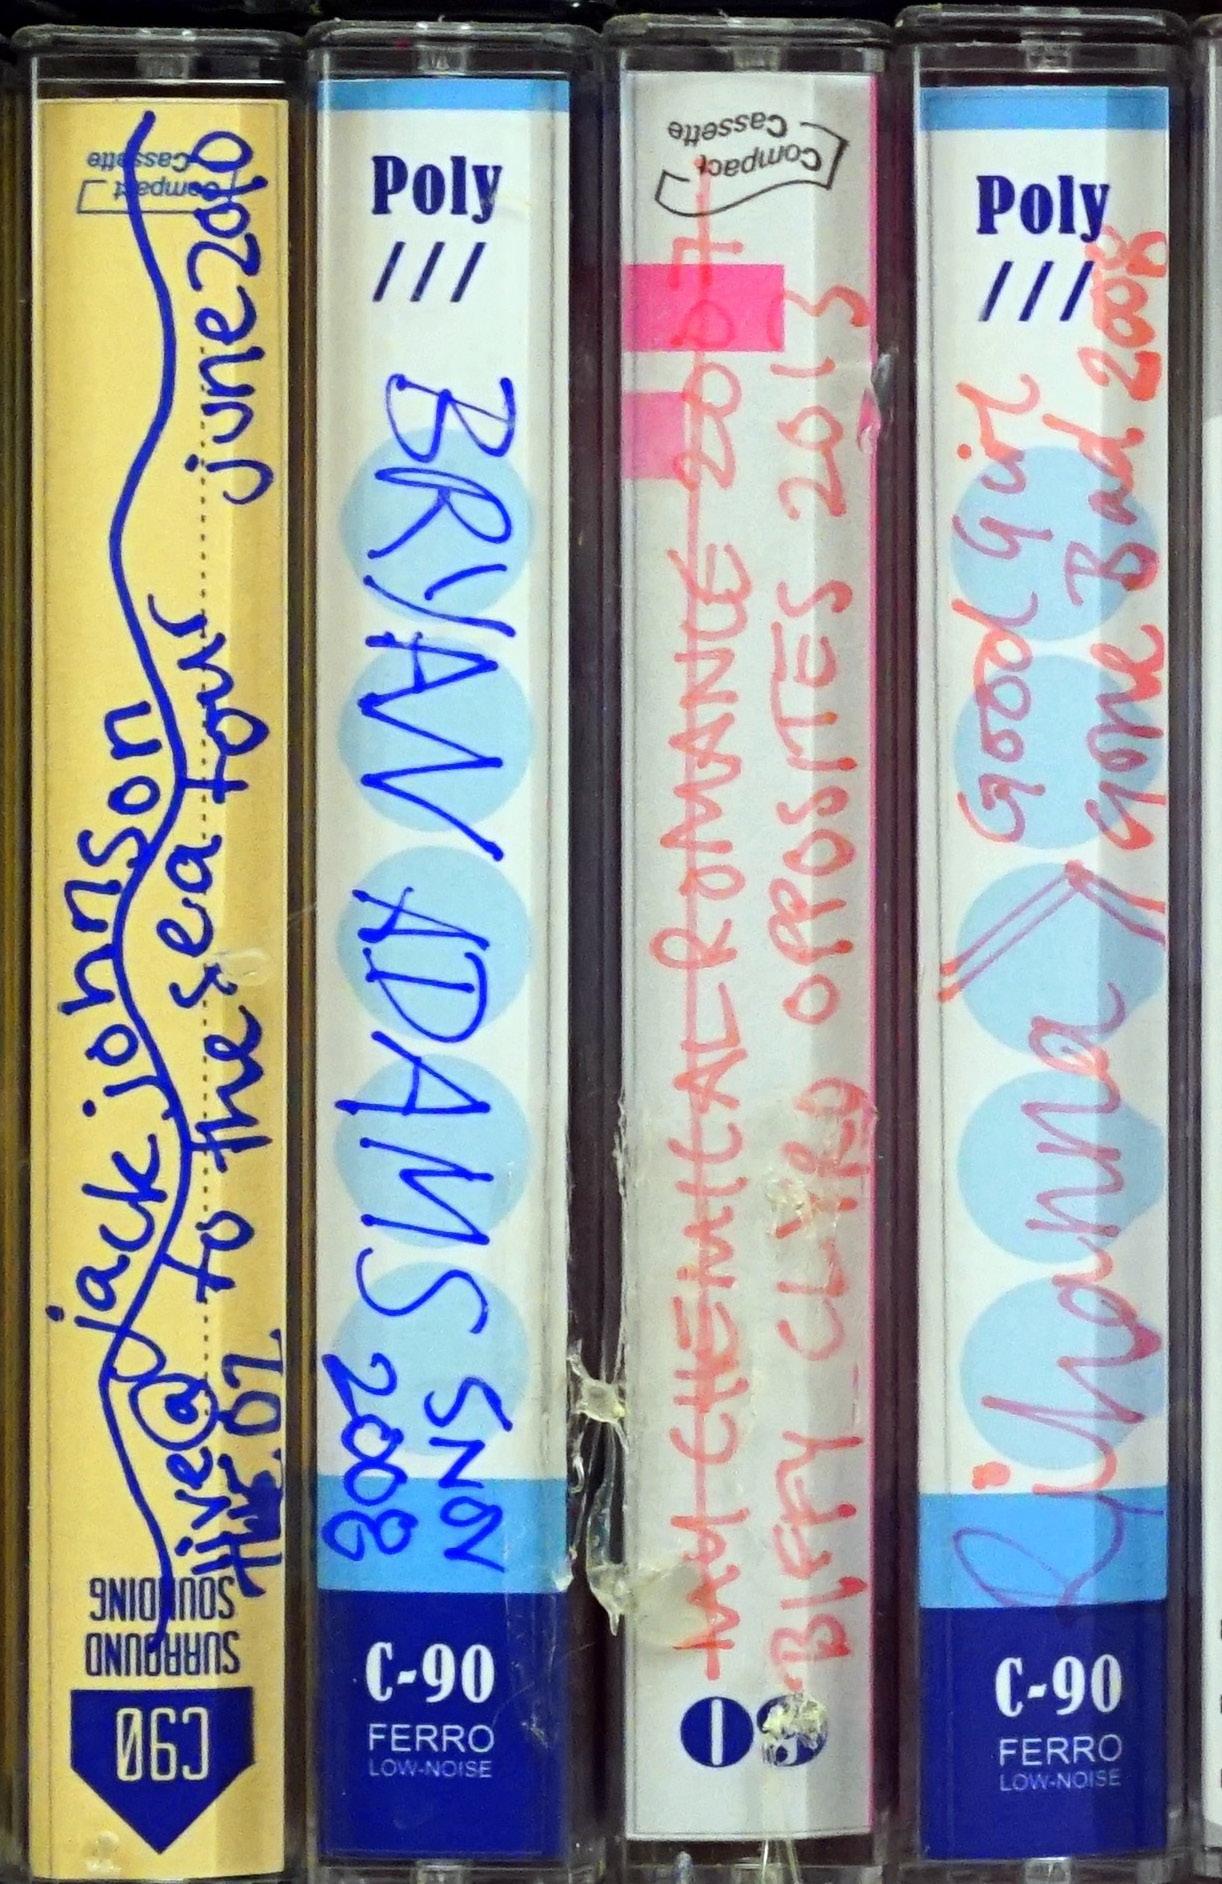 Compact
Cassette
jack johnson
to the sea tour june 2010
live@
SURROUND
SOUNDING
C90
Poly
BRYAN ADAMS
2008
C-90
FERRO
LOW-NOISE
Compact
Cassette
MY CHEMICAL ROMANCE 2007
BIFFY CLYRO OPPOSITES 2013
Poly
Rihanna
Good Girl
Gone Bad 2008
C-90
FERRO
LOW-NOISE